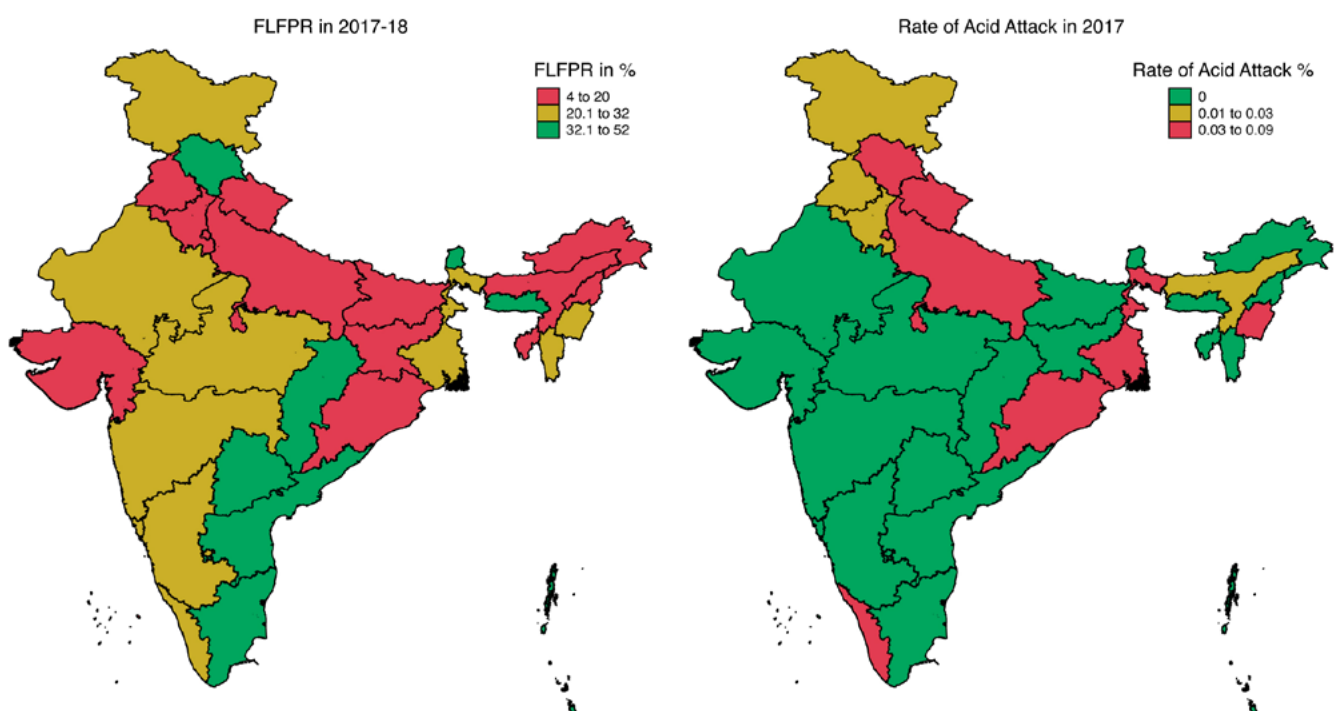 FLFPR in 2017-18
FLFPR in %
4 to 20
20.1 to 32
32.1 to 52
Rate of Acid Attack in 2017
Rate of Acid Attack %
0
0.01 to 0.03
0.03 to 0.09